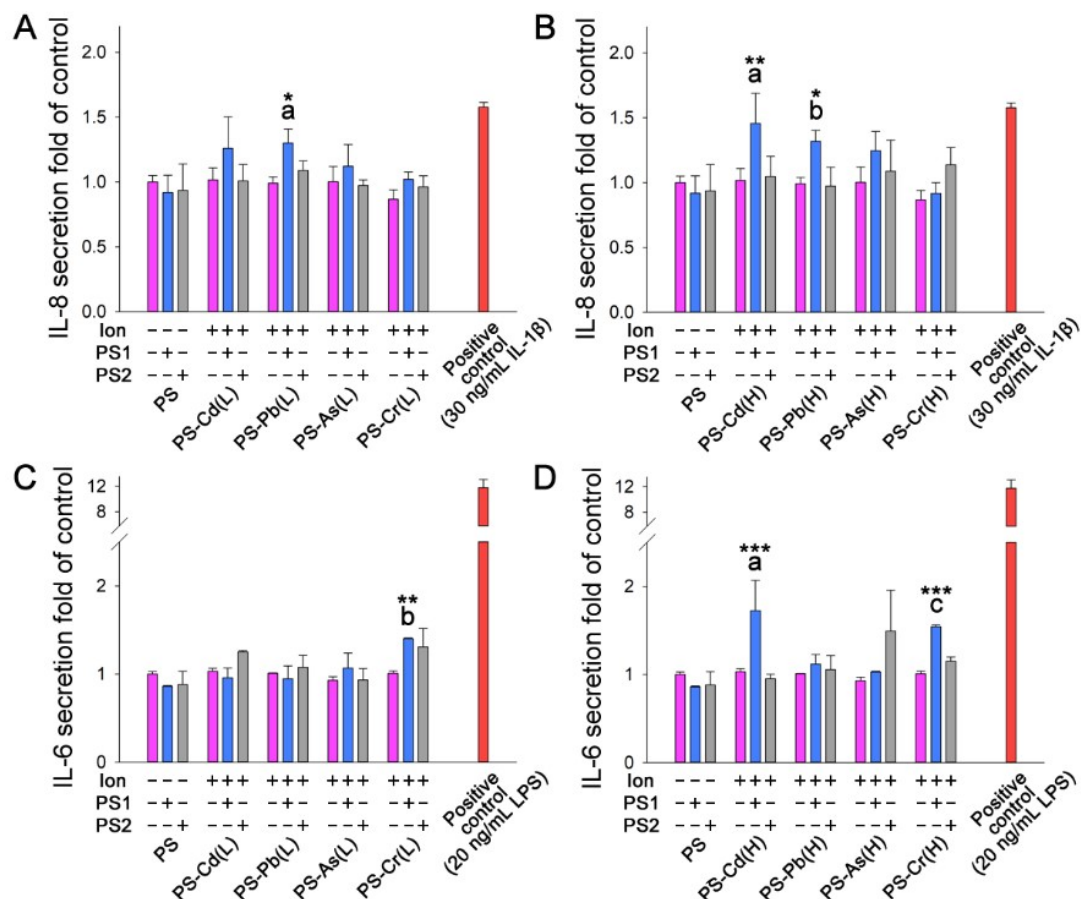 A
IL-8 secretion fold of control
2.0
1.5
1.0
0.5
0.0
*
a
Ion − − − + + + + + + + + + + + +
PS1 − + − − + − − + − − + − − + −
PS2 − − + − − + − − + − − + − − +
PS
PS-Cd(L)
PS-Pb(L)
PS-As(L)
PS-Cr(L)
Positive
control
(30 ng/mL IL-1β)
B
IL-8 secretion fold of control
2.0
1.5
1.0
0.5
0.0
**
a
*
b
Ion − − − + + + + + + + + + + + +
PS1 − + − − + − − + − − + − − + −
PS2 − − + − − + − − + − − + − − +
PS
PS-Cd(H)
PS-Pb(H)
PS-As(H)
PS-Cr(H)
Positive
control
(30 ng/mL IL-1β)
C
IL-6 secretion fold of control
12
8
2
1
0
**
b
Ion − − − + + + + + + + + + + + +
PS1 − + − − + − − + − − + − − + −
PS2 − − + − − + − − + − − + − − +
PS
PS-Cd(L)
PS-Pb(L)
PS-As(L)
PS-Cr(L)
Positive
control
(20 ng/mL LPS)
D
IL-6 secretion fold of control
12
8
2
1
0
***
a
***
c
Ion − − − + + + + + + + + + + + +
PS1 − + − − + − − + − − + − − + −
PS2 − − + − − + − − + − − + − − +
PS
PS-Cd(H)
PS-Pb(H)
PS-As(H)
PS-Cr(H)
Positive
control
(20 ng/mL LPS)